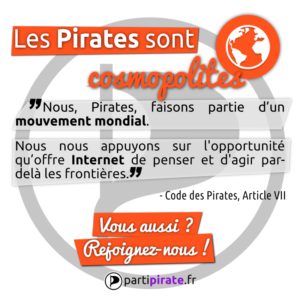 Les Pirates sont
cosmopolites
❞Nous, Pirates, faisons partie d'un
mouvement mondial.
Nous nous appuyons sur l'opportunité
qu'offre Internet de penser et d'agir par-
delà les frontières.❞
- Code des Pirates, Article VII
Vous aussi ?
Rejoignez-nous !
partipirate.fr